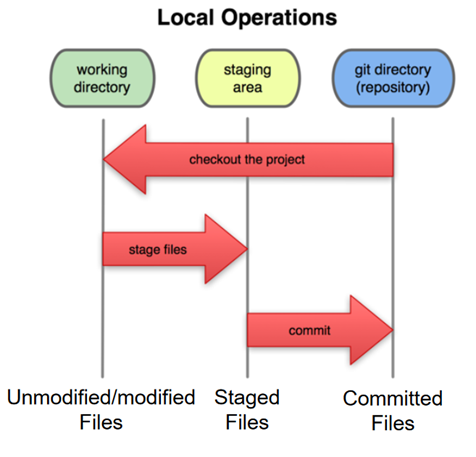 Local Operations
working
directory
staging
area
git directory
(repository)
checkout the project
stage files
commit
Unmodified/modified
Files
Staged
Files
Committed
Files